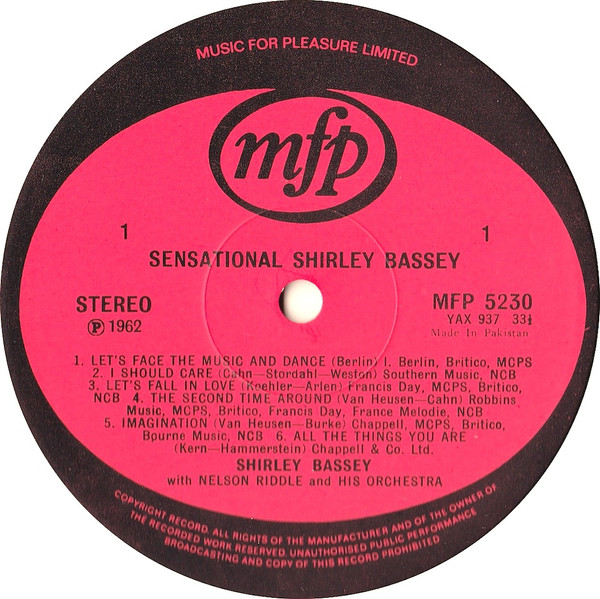 MUSIC FOR PLEASURE LIMITED
mfp
1 1
SENSATIONAL SHIRLEY BASSEY
STEREO MFP 5230
Ⓟ 1962 YAX 937 33⅓
Made In Pakistan
1. LET'S FACE THE MUSIC AND DANCE (Berlin) I. Berlin, Britico, MCPS
2. I SHOULD CARE (Cahn—Stordahl—Weston) Southern Music, NCB
3. LET'S FALL IN LOVE (Koehler—Arlen) Francis Day, MCPS, Britico,
NCB 4. THE SECOND TIME AROUND (Van Heusen—Cahn) Robbins
Music, MCPS, Britico, Francis Day, France Melodie, NCB
5. IMAGINATION (Van Heusen—Burke) Chappell, MCPS, Britico,
Bpurne Music, NCB 6. ALL THE THINGS YOU ARE
(Kern—Hammerstein) Chappell & Co. Ltd.
SHIRLEY BASSEY
with NELSON RIDDLE and HIS ORCHESTRA
COPYRIGHT RECORD. ALL RIGHTS OF THE MANUFACTURER AND OF THE OWNER OF
THE RECORDED WORK RESERVED. UNAUTHORISED PUBLIC PERFORMANCE
BROADCASTING AND COPY OF THIS RECORD PROHIBITED